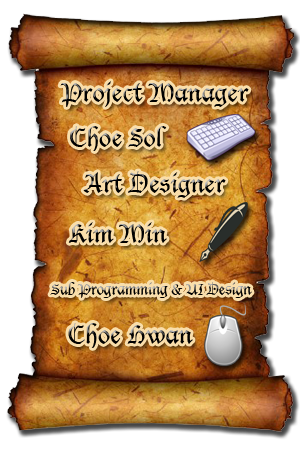 Project Manager
Choe Sol
Art Designer
Kim Min
Sub Programming & UI Design
Choe Hwan